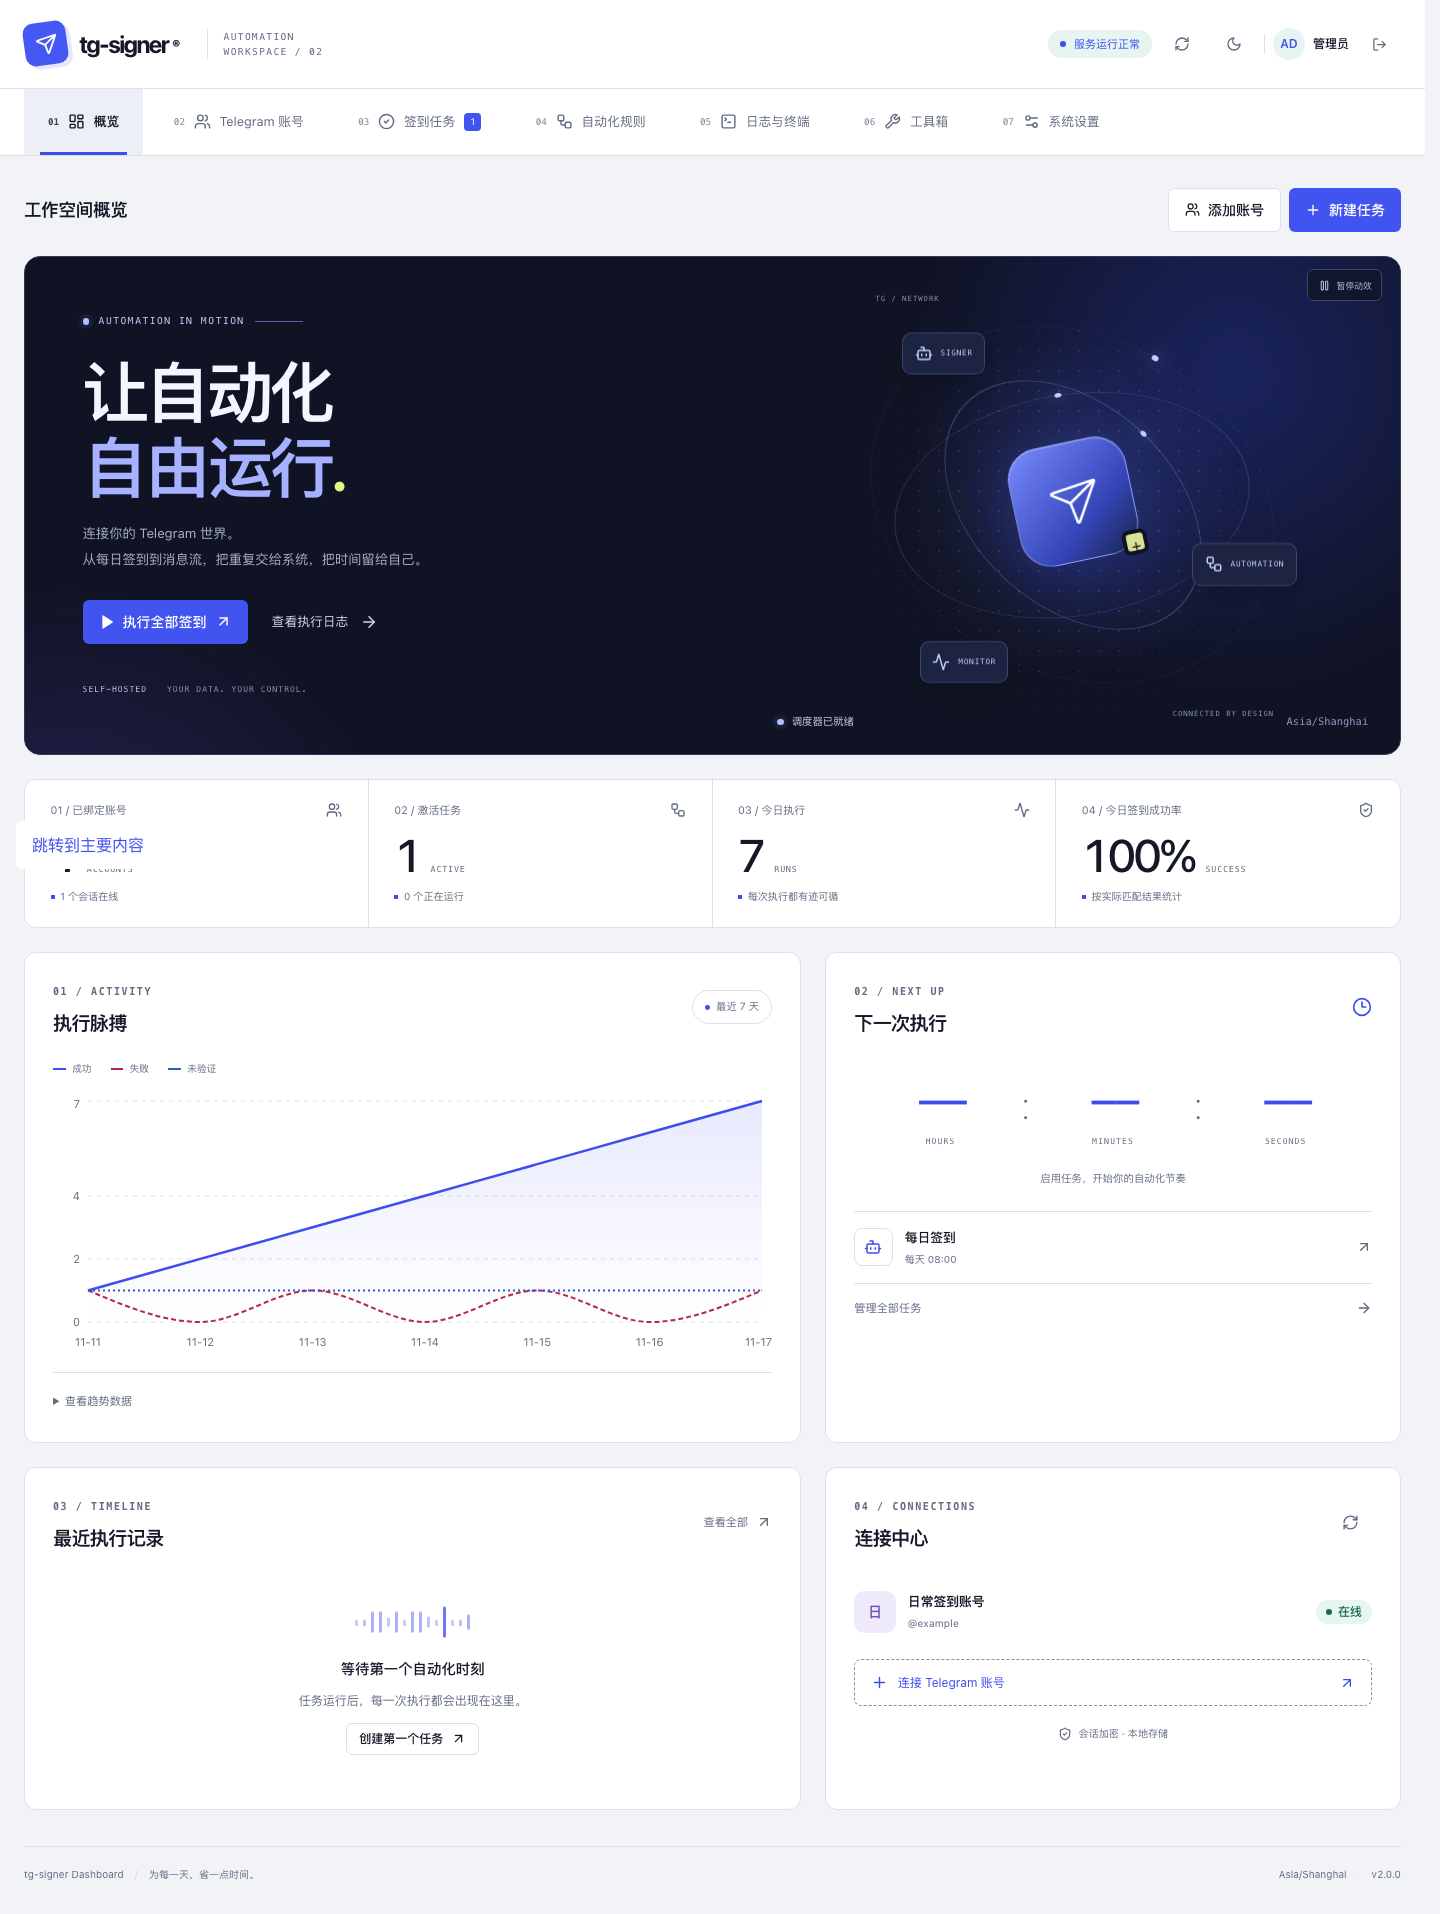 tg-signer®
AUTOMATION
WORKSPACE / 02
服务运行正常
AD 管理员
01 概览
02 Telegram 账号
03 签到任务 1
04 自动化规则
05 日志与终端
06 工具箱
07 系统设置
工作空间概览
添加账号
新建任务
暂停动效
AUTOMATION IN MOTION
让自动化
自由运行.
连接你的 Telegram 世界。
从每日签到到消息流，把重复交给系统，把时间留给自己。
执行全部签到
查看执行日志
SELF-HOSTED YOUR DATA. YOUR CONTROL.
TG / NETWORK
SIGNER
AUTOMATION
MONITOR
调度器已就绪
CONNECTED BY DESIGN
Asia/Shanghai
01 / 已绑定账号
跳转到主要内容
ACCOUNTS
1 个会话在线
02 / 激活任务
1 ACTIVE
0 个正在运行
03 / 今日执行
7 RUNS
每次执行都有迹可循
04 / 今日签到成功率
100% SUCCESS
按实际匹配结果统计
01 / ACTIVITY
执行脉搏
最近 7 天
成功 失败 未验证
7
4
2
0
11-11 11-12 11-13 11-14 11-15 11-16 11-17
查看趋势数据
02 / NEXT UP
下一次执行
: :
HOURS MINUTES SECONDS
启用任务，开始你的自动化节奏
每日签到
每天 08:00
管理全部任务
03 / TIMELINE
最近执行记录
查看全部
等待第一个自动化时刻
任务运行后，每一次执行都会出现在这里。
创建第一个任务
04 / CONNECTIONS
连接中心
日
日常签到账号
@example
在线
连接 Telegram 账号
会话加密 · 本地存储
tg-signer Dashboard / 为每一天，省一点时间。
Asia/Shanghai · v2.0.0